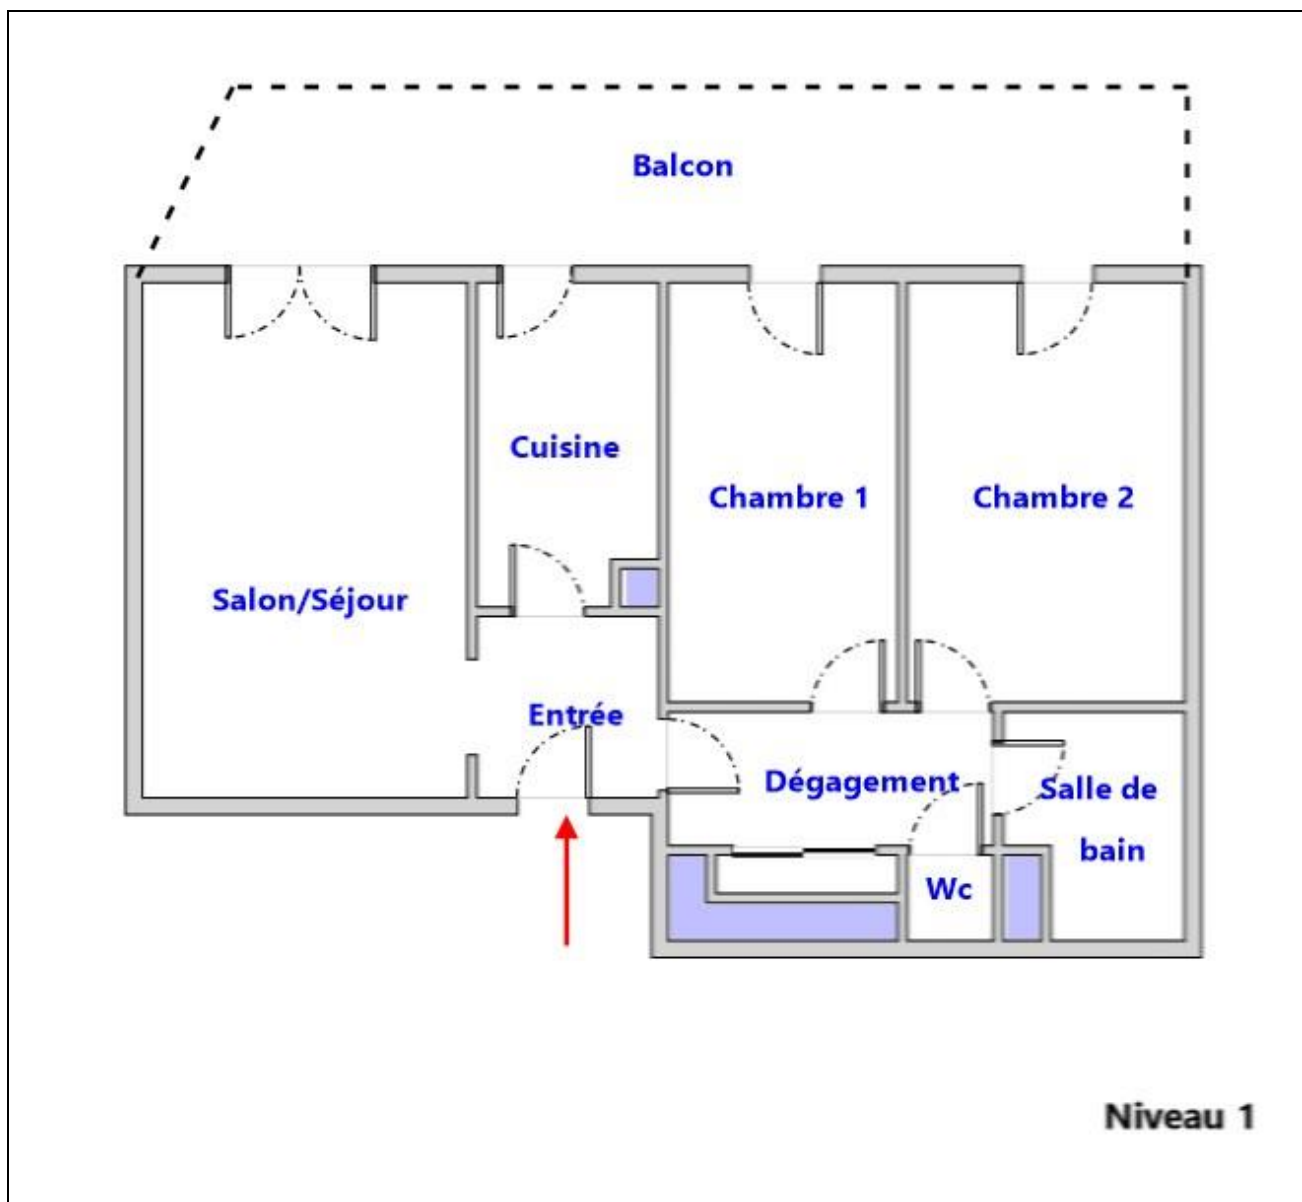 Balcon
Cuisine
Chambre 1
Chambre 2
Salon/Séjour
Entrée
Dégagement
Salle de
bain
Wc
Niveau 1